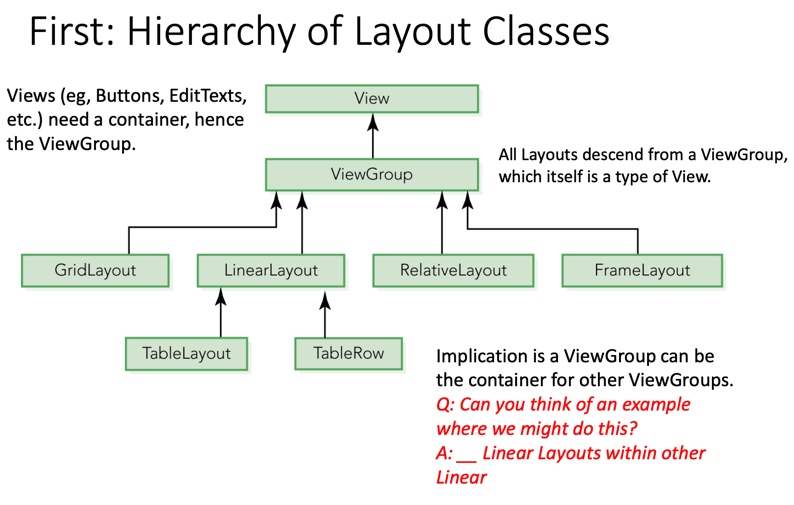 First: Hierarchy of Layout Classes
Views (eg, Buttons, EditTexts,
etc.) need a container, hence
the ViewGroup.
View
ViewGroup
All Layouts descend from a ViewGroup,
which itself is a type of View.
GridLayout
LinearLayout
RelativeLayout
FrameLayout
TableLayout
TableRow
Implication is a ViewGroup can be
the container for other ViewGroups.
Q: Can you think of an example
where we might do this?
A: __ Linear Layouts within other
Linear